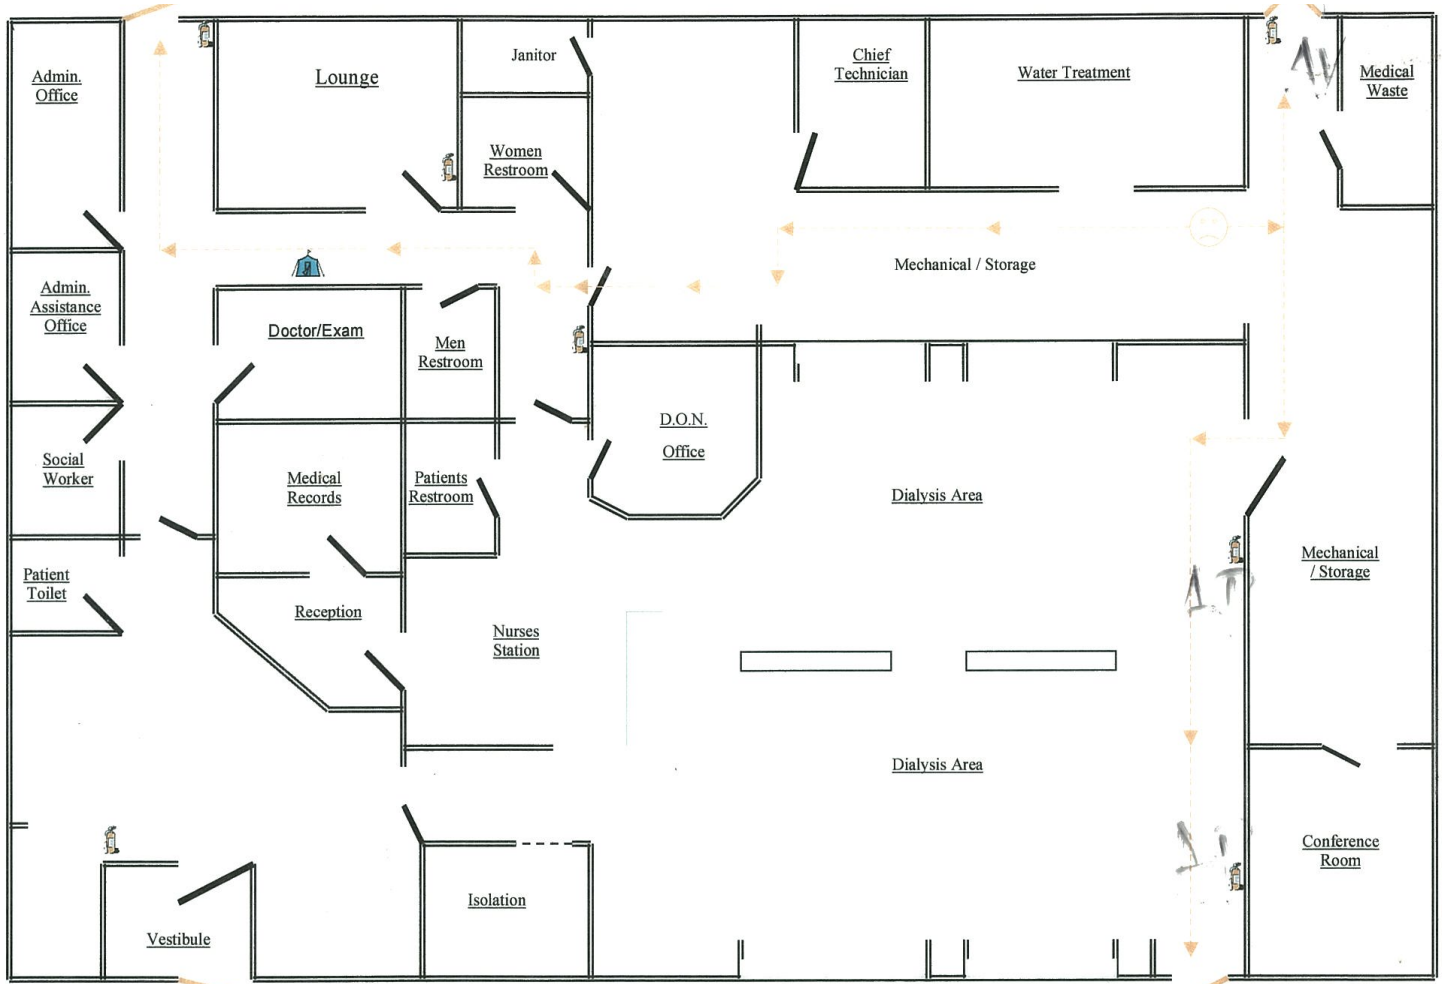 Admin.
Office
Lounge
Janitor
Chief
Technician
Water Treatment
Medical
Waste
Women
Restroom
Mechanical / Storage
Admin.
Assistance
Office
Doctor/Exam
Men
Restroom
D.O.N.
Office
Social
Worker
Medical
Records
Patients
Restroom
Dialysis Area
Mechanical
/ Storage
Patient
Toilet
Reception
Nurses
Station
Dialysis Area
Conference
Room
Isolation
Vestibule